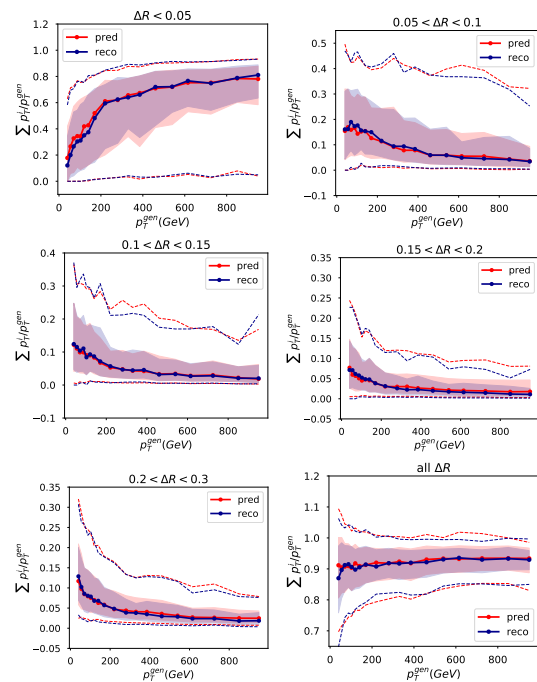 ΔR < 0.05
1.2
1.0
0.8
0.6
0.4
0.2
0.0
∑ p_T^i/p_T^gen
pred
reco
0 200 400 600 800
p_T^gen(GeV)
0.05 < ΔR < 0.1
0.5
0.4
0.3
0.2
0.1
0.0
−0.1
∑ p_T^i/p_T^gen
pred
reco
0 200 400 600 800
p_T^gen(GeV)
0.1 < ΔR < 0.15
0.4
0.3
0.2
0.1
0.0
−0.1
∑ p_T^i/p_T^gen
pred
reco
0 200 400 600 800
p_T^gen(GeV)
0.15 < ΔR < 0.2
0.35
0.30
0.25
0.20
0.15
0.10
0.05
0.00
−0.05
∑ p_T^i/p_T^gen
pred
reco
0 200 400 600 800
p_T^gen(GeV)
0.2 < ΔR < 0.3
0.35
0.30
0.25
0.20
0.15
0.10
0.05
0.00
−0.05
∑ p_T^i/p_T^gen
pred
reco
0 200 400 600 800
p_T^gen(GeV)
all ΔR
1.2
1.1
1.0
0.9
0.8
0.7
∑ p_T^i/p_T^gen
pred
reco
0 200 400 600 800
p_T^gen(GeV)